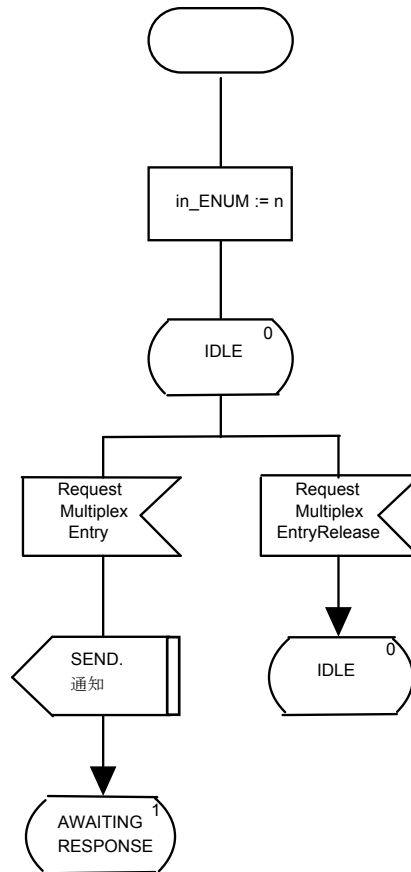 in_ENUM := n
0
IDLE
Request
Multiplex
Entry
Request
Multiplex
EntryRelease
SEND.
通知
0
IDLE
1
AWAITING
RESPONSE